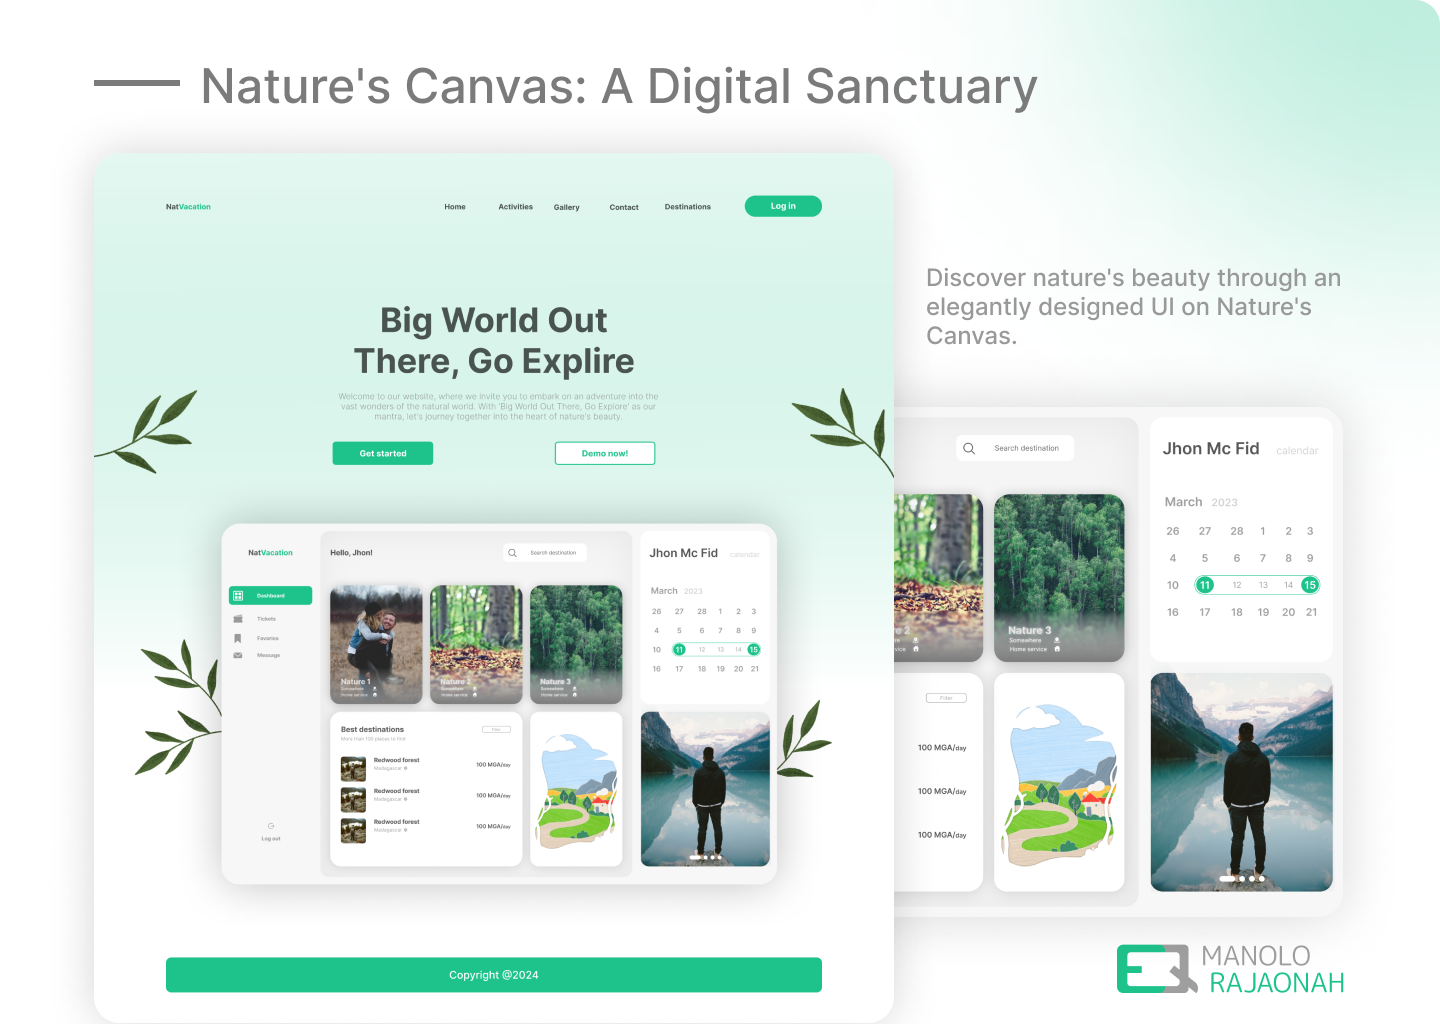 Nature's Canvas: A Digital Sanctuary
NatVacation
Home
Activities
Gallery
Contact
Destinations
Log in
Big World Out
There, Go Explire
Welcome to our website, where we invite you to embark on an adventure into the
vast wonders of the natural world. With 'Big World Out There, Go Explore' as our
mantra, let's journey together into the heart of nature's beauty.
Get started
Demo now!
NatVacation
Dashboard
Tickets
Favories
Message
Log out
Hello, Jhon!
Search destination
Nature 1
Somewhere
Home service
Nature 2
Somewhere
Home service
Nature 3
Somewhere
Home service
Best destinations
More than 100 places to find
Filter
Redwood forest
Madagascar
100 MGA/day
Redwood forest
Madagascar
100 MGA/day
Redwood forest
Madagascar
100 MGA/day
Jhon Mc Fid
calendar
March 2023
26 27 28 1 2 3
4 5 6 7 8 9
10 11 12 13 14 15
16 17 18 19 20 21
Copyright @2024
Discover nature's beauty through an
elegantly designed UI on Nature's
Canvas.
Search destination
e 2
Somewhere
Home service
Nature 3
Somewhere
Home service
Filter
100 MGA/day
100 MGA/day
100 MGA/day
Jhon Mc Fid
calendar
March 2023
26 27 28 1 2 3
4 5 6 7 8 9
10 11 12 13 14 15
16 17 18 19 20 21
MANOLO
RAJAONAH